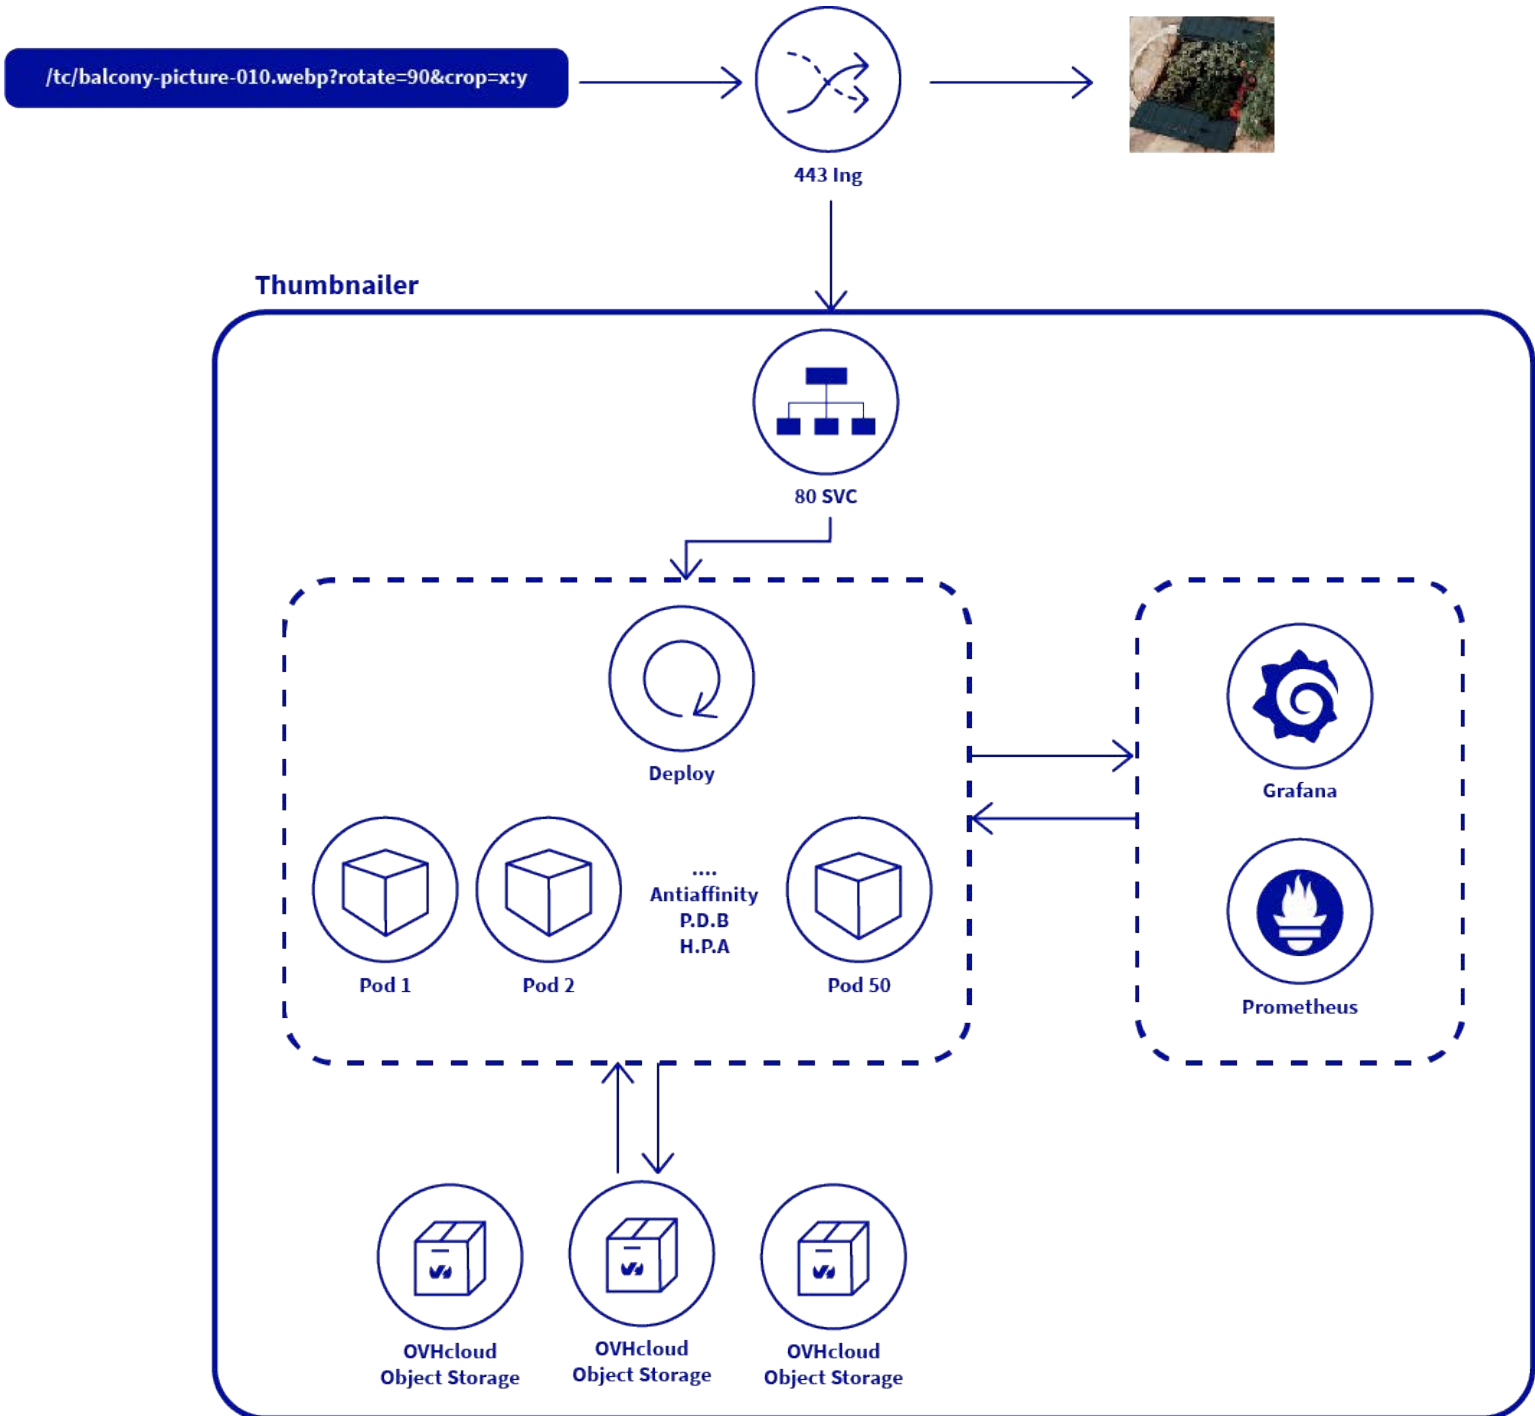 /tc/balcony-picture-010.webp?rotate=90&crop=x:y
443 Ing
Thumbnailer
80 SVC
Deploy
Grafana
....
Antiaffinity
P.D.B
H.P.A
Pod 1
Pod 2
Pod 50
Prometheus
OVHcloud
Object Storage
OVHcloud
Object Storage
OVHcloud
Object Storage